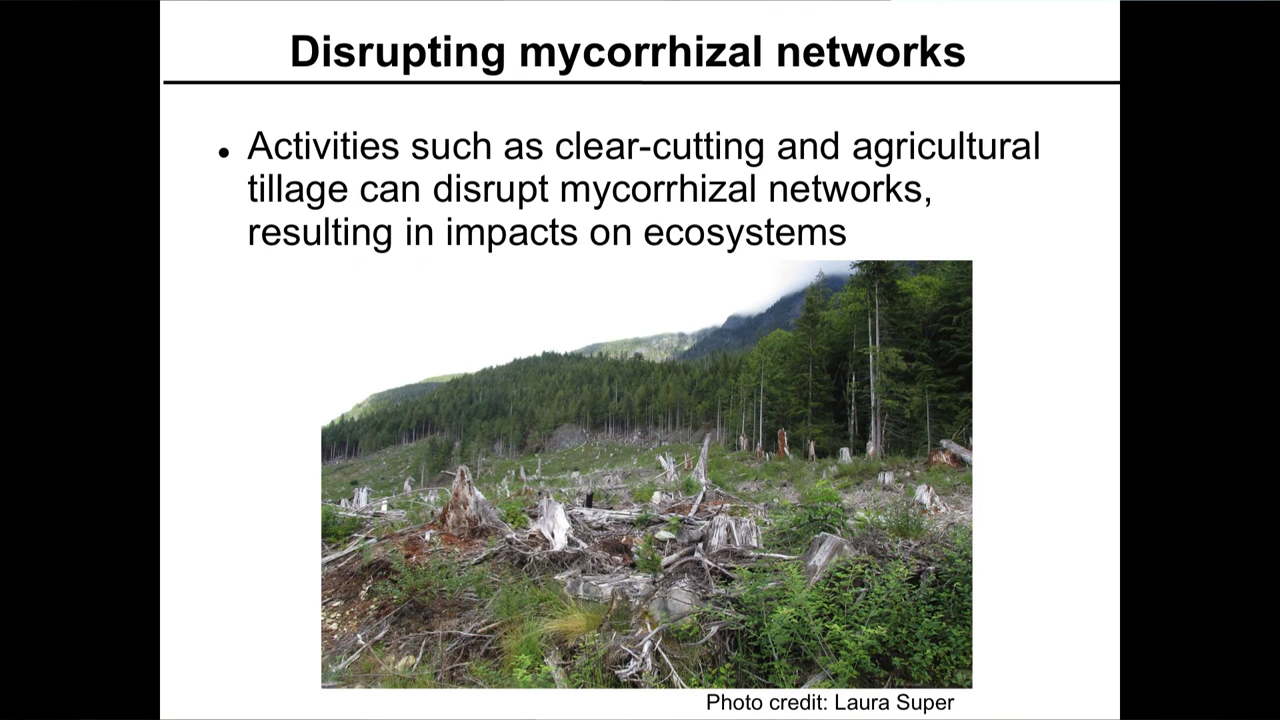 Disrupting mycorrhizal networks
• Activities such as clear-cutting and agricultural
tillage can disrupt mycorrhizal networks,
resulting in impacts on ecosystems
Photo credit: Laura Super